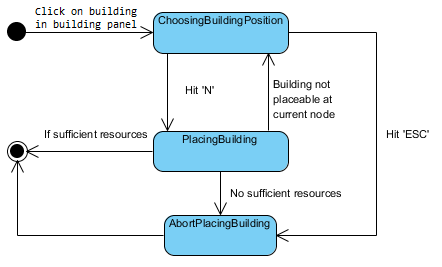 Click on building
in building panel
ChoosingBuildingPosition
Hit 'N'
Building not
placeable at
current node
Hit 'ESC'
If sufficient resources
PlacingBuilding
No sufficient resources
AbortPlacingBuilding